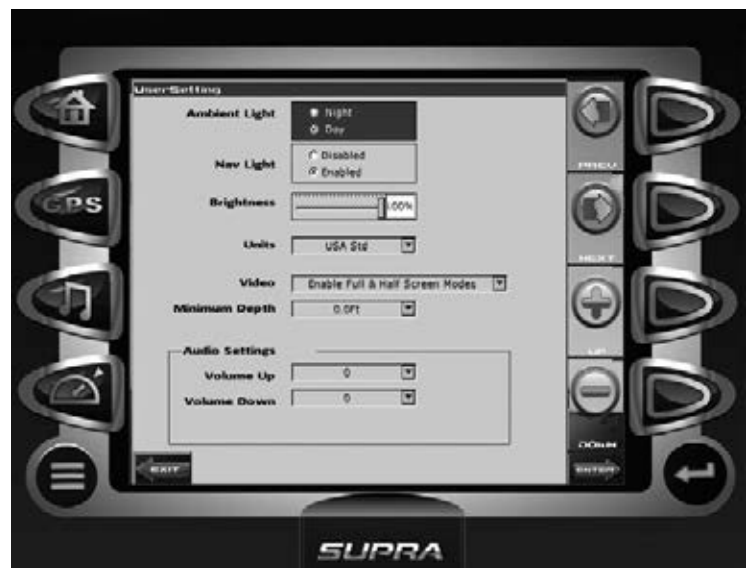 UserSetting
Ambient Light
Night
Day
Nav Light
Disabled
Enabled
Brightness
100%
Units
USA Std
Video
Enable Full & Half Screen Modes
Minimum Depth
0.0Ft
Audio Settings
Volume Up
0
Volume Down
0
EXIT
PREV
NEXT
UP
DOWN
ENTER
GPS
SUPRA